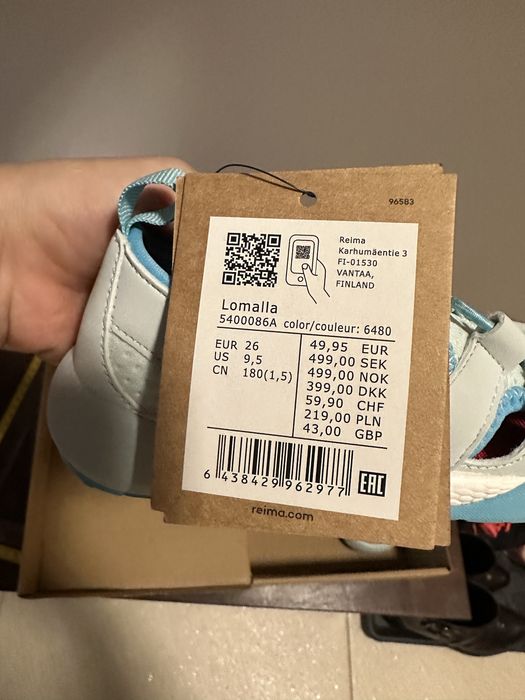 96583
Reima
Karhumäentie 3
FI-01530
VANTAA,
FINLAND
Lomalla
5400086A color/couleur: 6480
EUR 26
US 9,5
CN 180(1,5)
49,95 EUR
499,00 SEK
499,00 NOK
399,00 DKK
59,90 CHF
219,00 PLN
43,00 GBP
6 438429 962977
EAC
reima.com